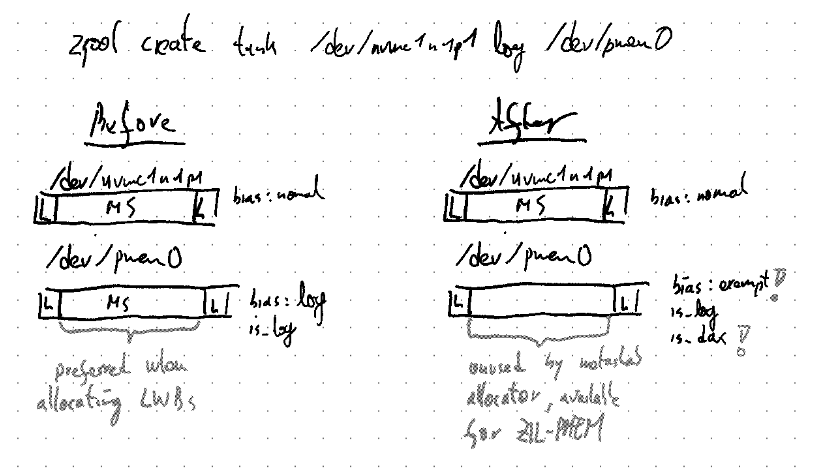 zpool create tank /dev/nvme1n1p1 log /dev/pmem0
Before
/dev/nvme1n1p1
L MS L
bias: normal
/dev/pmem0
L MS L
bias: log
is_log
preferred when
allocating LWBs
After
/dev/nvme1n1p1
L MS L
bias: normal
/dev/pmem0
L L
bias: exempt!
is_log
is_dax !
unused by metaslab
allocator, available
for ZIL-PMEM